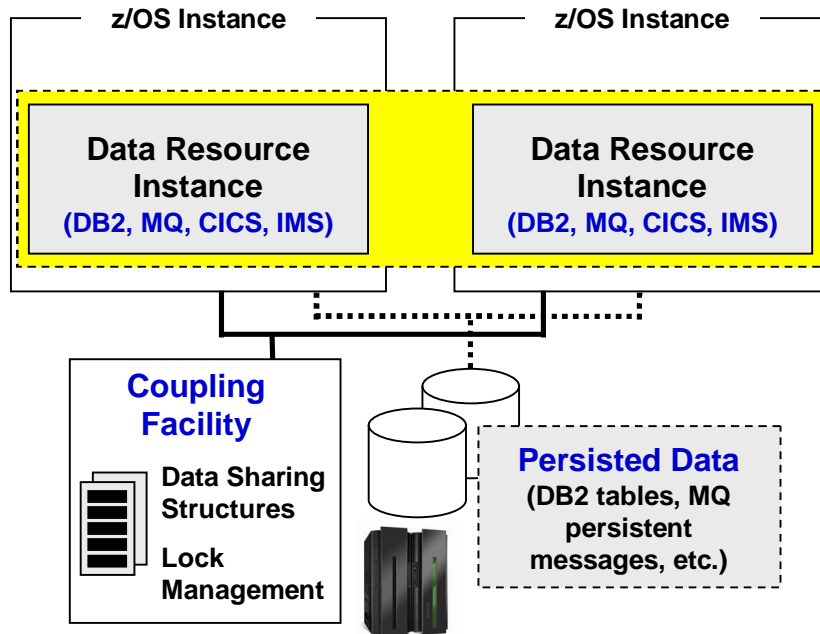 z/OS Instance
z/OS Instance
Data Resource
Instance
(DB2, MQ, CICS, IMS)
Data Resource
Instance
(DB2, MQ, CICS, IMS)
Coupling
Facility
Data Sharing
Structures
Lock
Management
Persisted Data
(DB2 tables, MQ
persistent
messages, etc.)